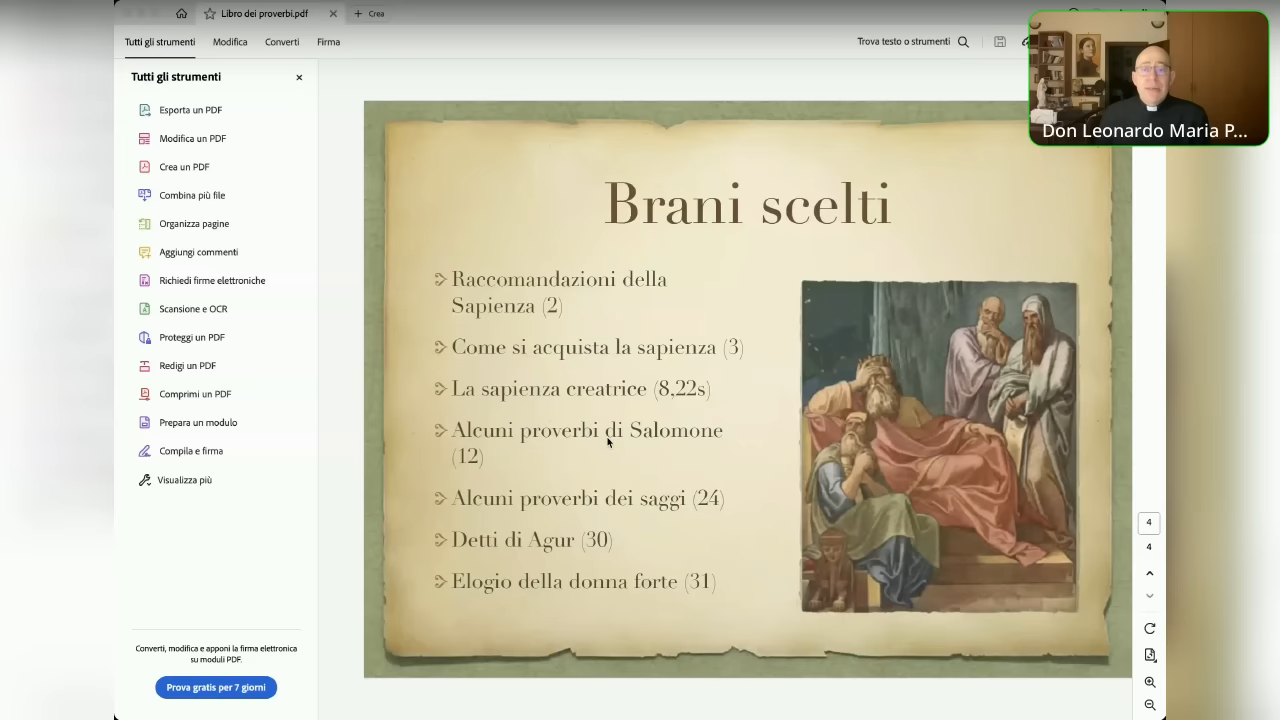 Libro dei proverbi.pdf
Crea
Tutti gli strumenti
Modifica
Converti
Firma
Trova testo o strumenti
Tutti gli strumenti
Esporta un PDF
Modifica un PDF
Crea un PDF
Combina più file
Organizza pagine
Aggiungi commenti
Richiedi firme elettroniche
Scansione e OCR
Proteggi un PDF
Redigi un PDF
Comprimi un PDF
Prepara un modulo
Compila e firma
Visualizza più
Converti, modifica e apponi la firma elettronica
su moduli PDF.
Prova gratis per 7 giorni
Brani scelti
Raccomandazioni della
Sapienza (2)
Come si acquista la sapienza (3)
La sapienza creatrice (8,22s)
Alcuni proverbi di Salomone
(12)
Alcuni proverbi dei saggi (24)
Detti di Agur (30)
Elogio della donna forte (31)
Don Leonardo Maria P...
4
4